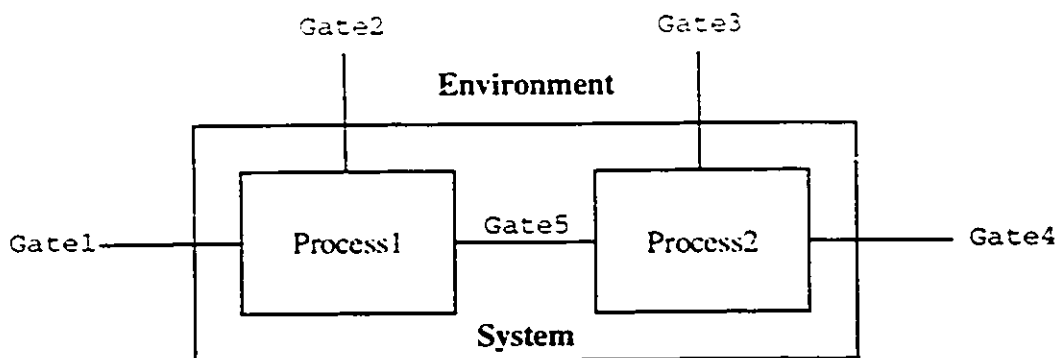 Gate2
Gate3
Environment
Gate1
Process1
Gate5
Process2
Gate4
System